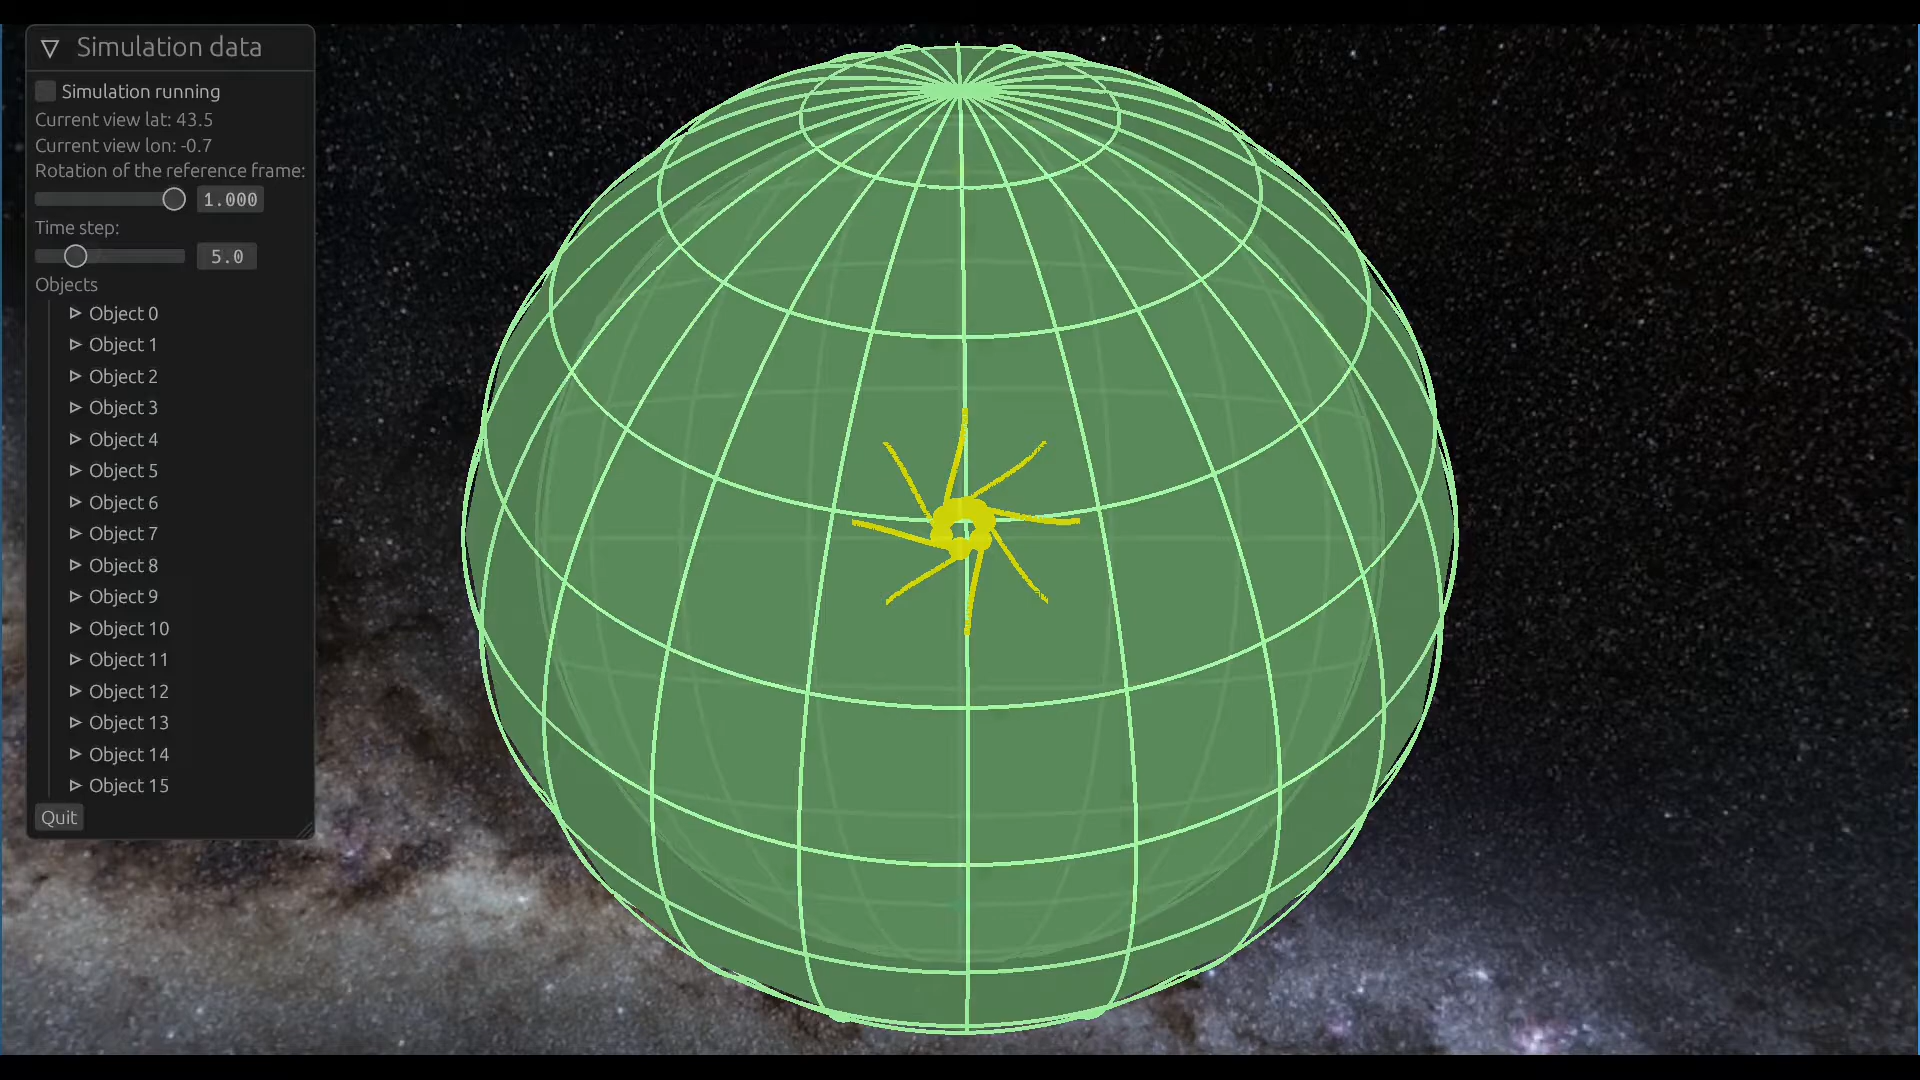 Simulation data
Simulation running
Current view lat: 43.5
Current view lon: -0.7
Rotation of the reference frame:
1.000
Time step:
5.0
Objects
Object 0
Object 1
Object 2
Object 3
Object 4
Object 5
Object 6
Object 7
Object 8
Object 9
Object 10
Object 11
Object 12
Object 13
Object 14
Object 15
Quit